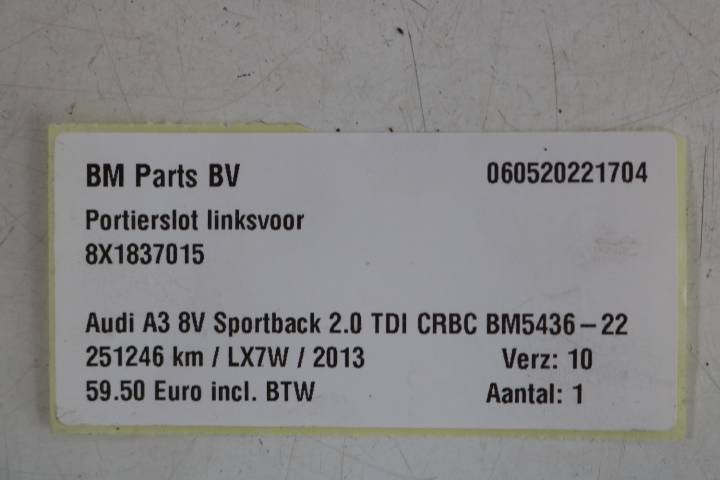 BM Parts BV 060520221704
Portierslot linksvoor
8X1837015
Audi A3 8V Sportback 2.0 TDI CRBC BM5436-22
251246 km / LX7W / 2013 Verz: 10
59.50 Euro incl. BTW Aantal: 1